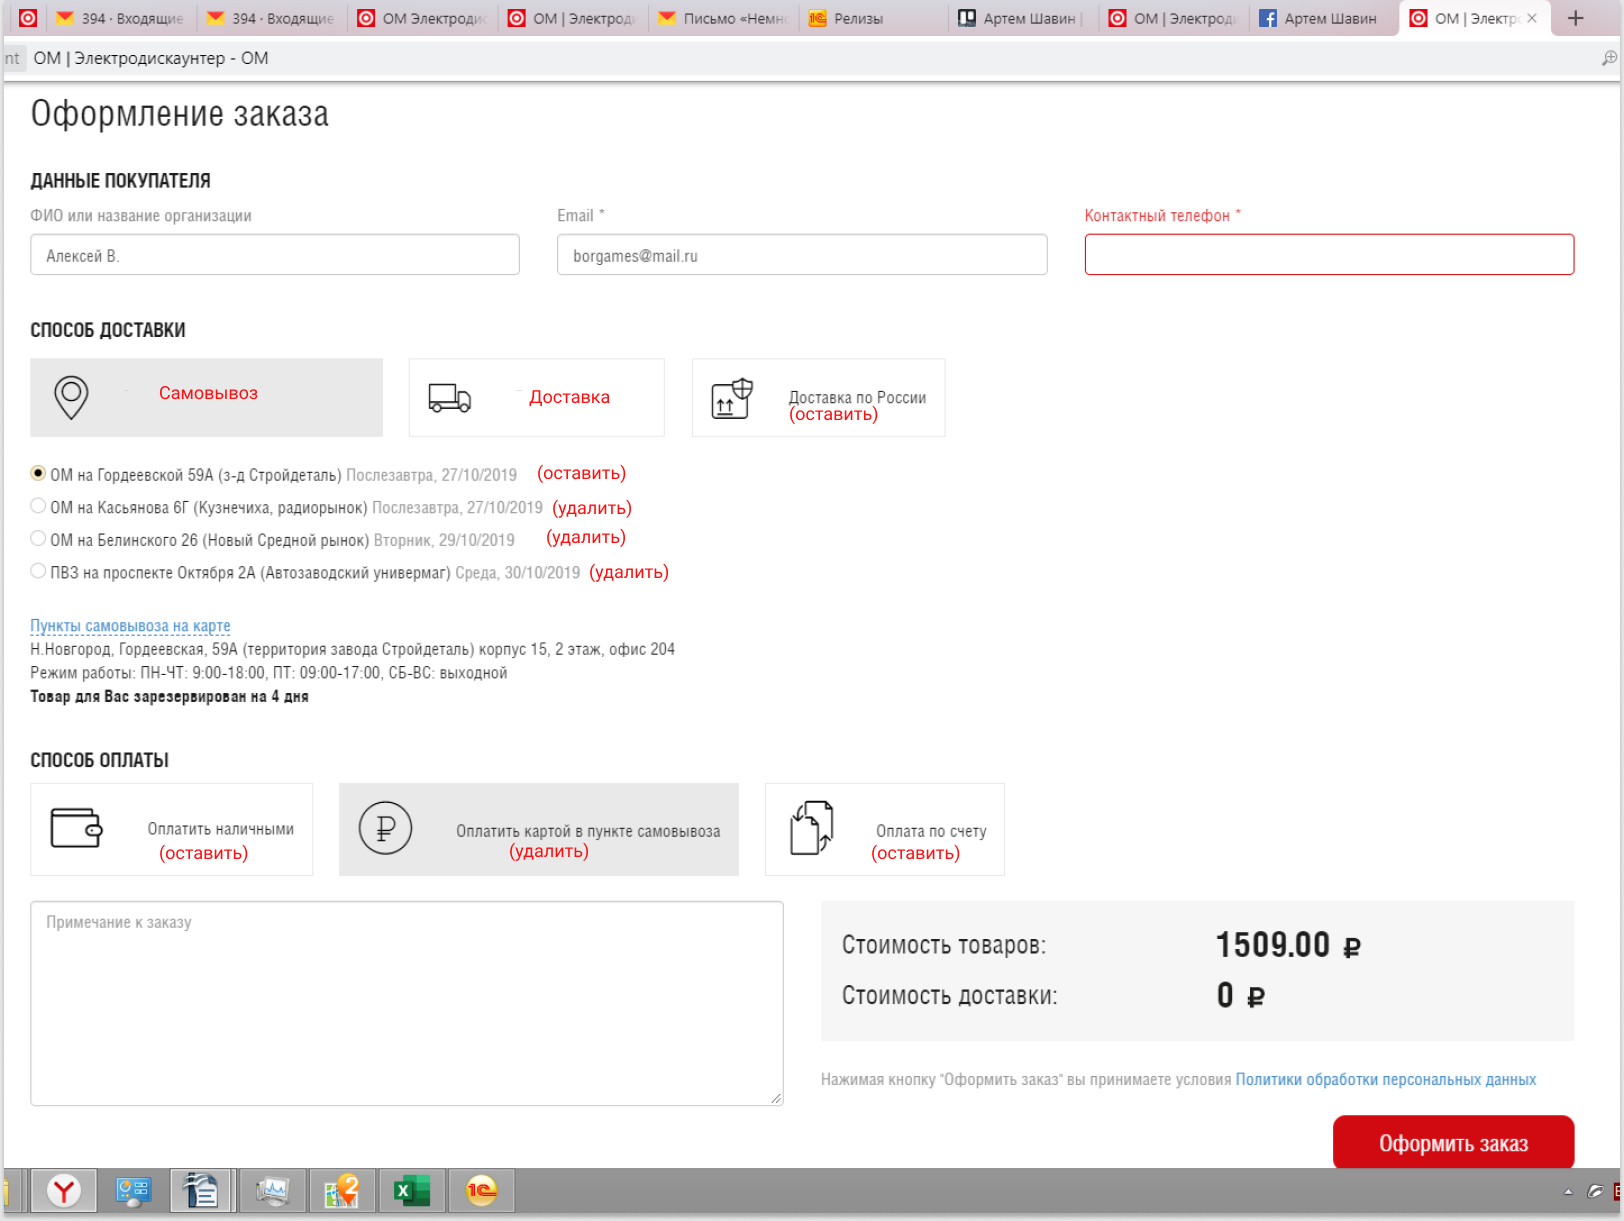 394 · Входящие
394 · Входящие
ОМ Электродис
ОМ | Электроди
Письмо «Немно
Релизы
Артем Шавин |
ОМ | Электроди
Артем Шавин
ОМ | Электро
nt ОМ | Электродискаунтер - ОМ
Оформление заказа
ДАННЫЕ ПОКУПАТЕЛЯ
ФИО или название организации
Email *
Контактный телефон *
Алексей В.
borgames@mail.ru
СПОСОБ ДОСТАВКИ
Самовывоз
Доставка
Доставка по России
(оставить)
ОМ на Гордеевской 59А (з-д Стройдеталь) Послезавтра, 27/10/2019 (оставить)
ОМ на Касьянова 6Г (Кузнечиха, радиорынок) Послезавтра, 27/10/2019 (удалить)
ОМ на Белинского 26 (Новый Средной рынок) Вторник, 29/10/2019 (удалить)
ПВЗ на проспекте Октября 2А (Автозаводский универмаг) Среда, 30/10/2019 (удалить)
Пункты самовывоза на карте
Н.Новгород, Гордеевская, 59А (территория завода Стройдеталь) корпус 15, 2 этаж, офис 204
Режим работы: ПН-ЧТ: 9:00-18:00, ПТ: 09:00-17:00, СБ-ВС: выходной
Товар для Вас зарезервирован на 4 дня
СПОСОБ ОПЛАТЫ
Оплатить наличными
(оставить)
Оплатить картой в пункте самовывоза
(удалить)
Оплата по счету
(оставить)
Примечание к заказу
Стоимость товаров: 1509.00 ₽
Стоимость доставки: 0 ₽
Нажимая кнопку "Оформить заказ" вы принимаете условия Политики обработки персональных данных
Оформить заказ